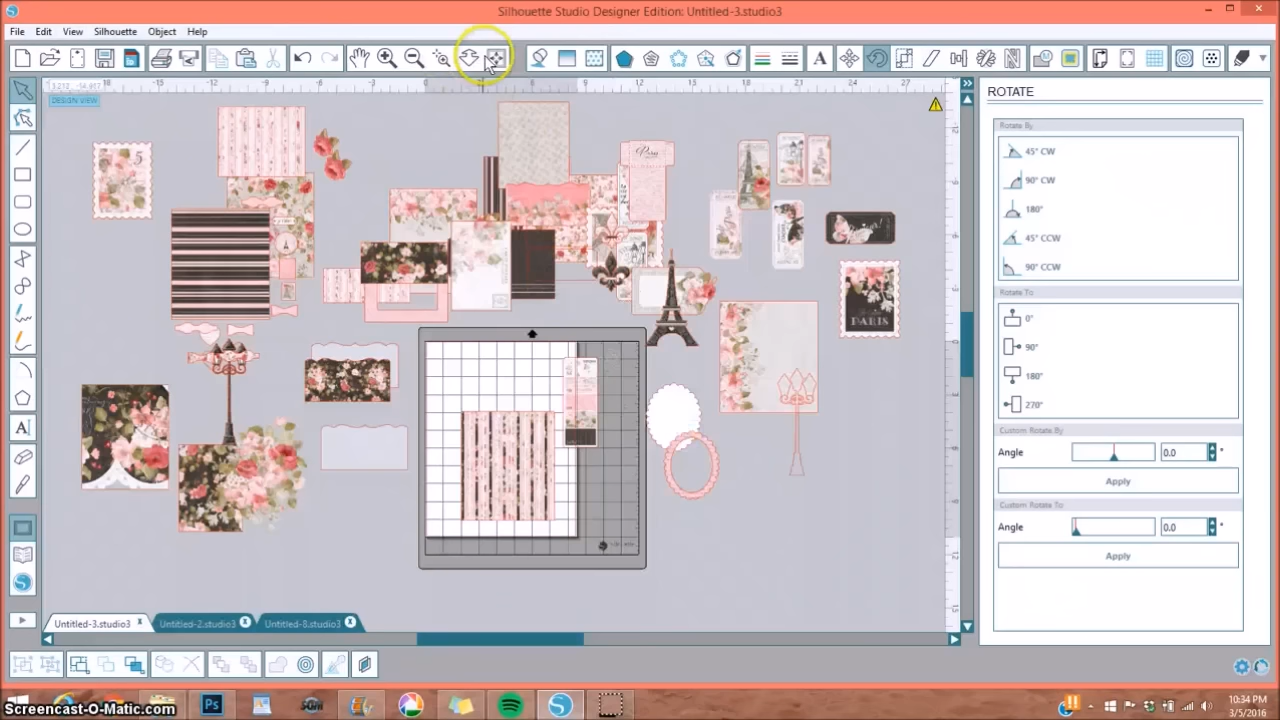 Silhouette Studio Designer Edition: Untitled-3.studio3
File Edit View Silhouette Object Help
DESIGN VIEW
ROTATE
Rotate By
45° CW
90° CW
180°
45° CCW
90° CCW
Rotate To
0°
90°
180°
270°
Custom Rotate By
Angle 0.0 °
Apply
Custom Rotate To
Angle 0.0 °
Apply
5
Paris
PARIS
Untitled-3.studio3 x Untitled-2.studio3 x Untitled-8.studio3 x
Screencast-O-Matic.com
10:34 PM
3/5/2016